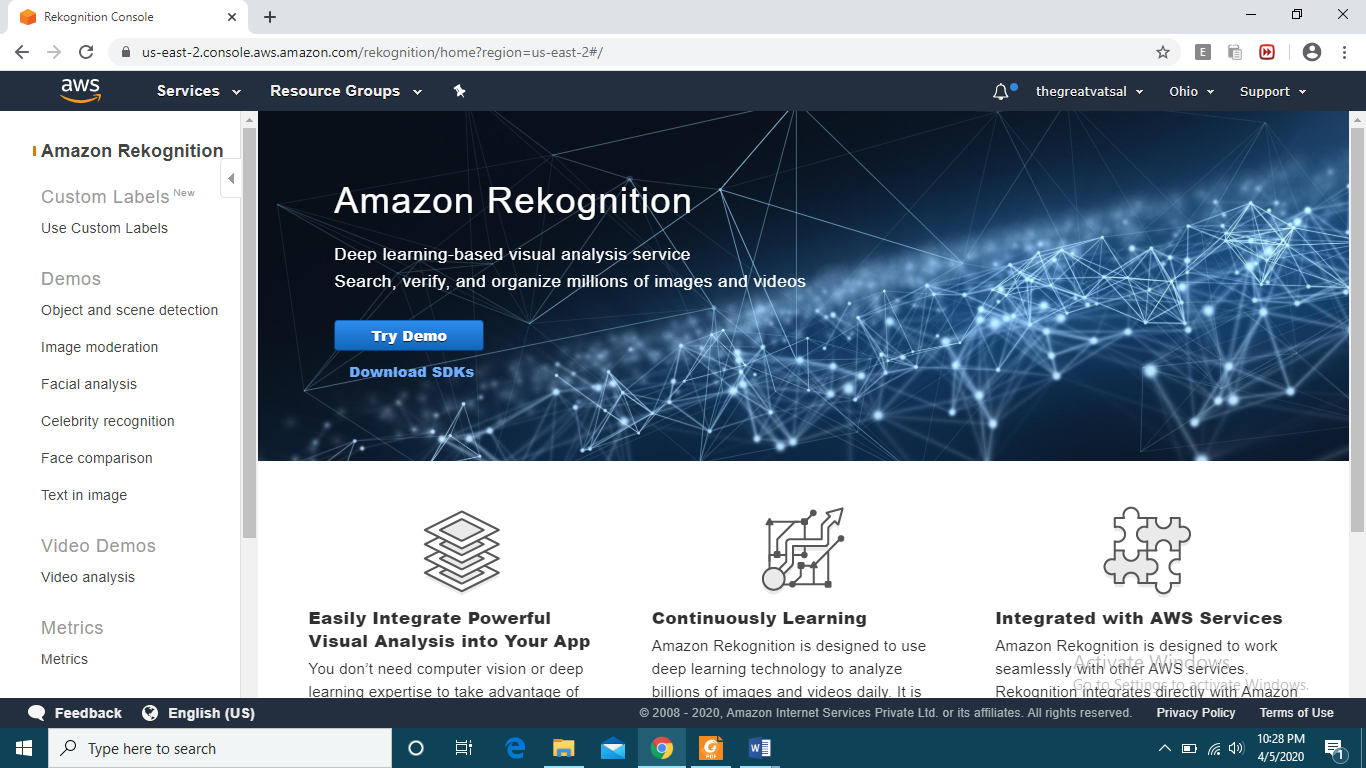 Rekognition Console
us-east-2.console.aws.amazon.com/rekognition/home?region=us-east-2#/
E
aws
Services
Resource Groups
thegreatvatsal
Ohio
Support
Amazon Rekognition
Custom Labels New
Use Custom Labels
Demos
Object and scene detection
Image moderation
Facial analysis
Celebrity recognition
Face comparison
Text in image
Video Demos
Video analysis
Metrics
Metrics
Amazon Rekognition
Deep learning-based visual analysis service
Search, verify, and organize millions of images and videos
Try Demo
Download SDKs
Easily Integrate Powerful
Visual Analysis into Your App
You don’t need computer vision or deep
learning expertise to take advantage of
Continuously Learning
Amazon Rekognition is designed to use
deep learning technology to analyze
billions of images and videos daily. It is
Integrated with AWS Services
Amazon Rekognition is designed to work
seamlessly with other AWS services.
Rekognition integrates directly with Amazon
Activate Windows
Go to Settings to activate Windows.
Feedback
English (US)
© 2008 - 2020, Amazon Internet Services Private Ltd. or its affiliates. All rights reserved.
Privacy Policy
Terms of Use
Type here to search
PDF
W
10:28 PM
4/5/2020
1